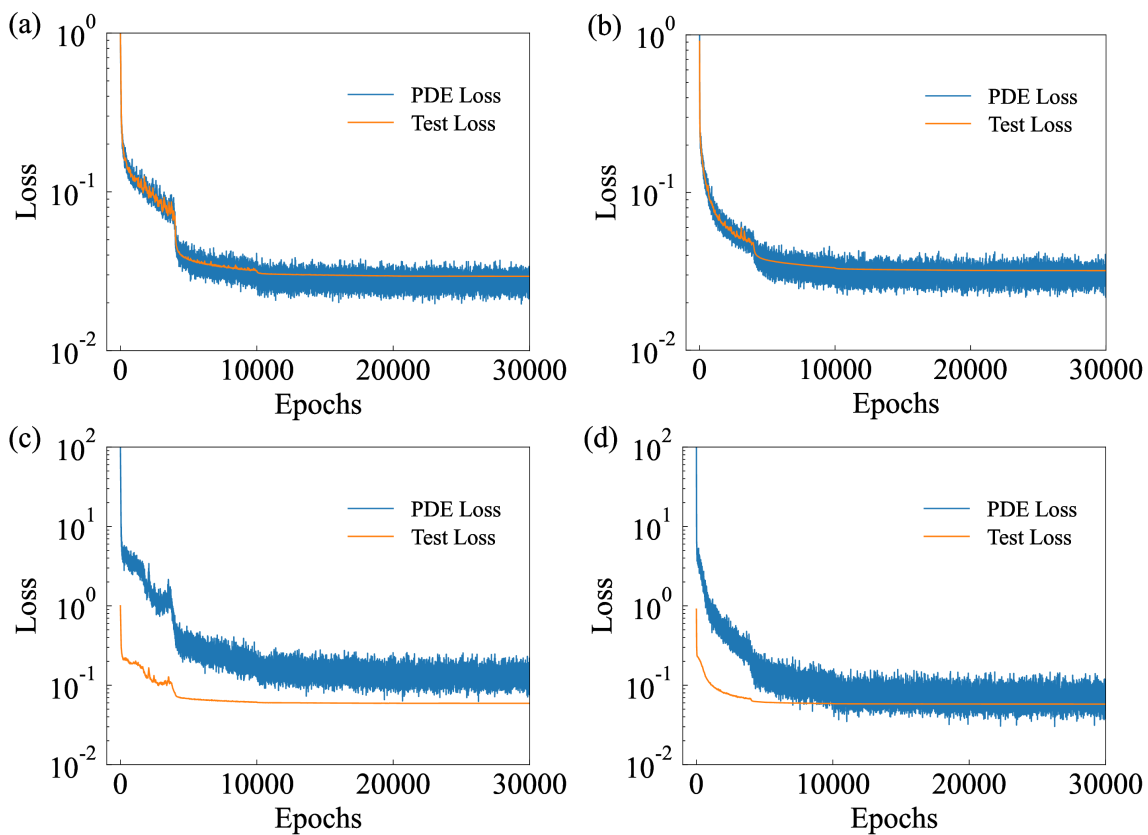 (a)
10^0
10^-1
10^-2
Loss
PDE Loss
Test Loss
0 10000 20000 30000
Epochs
(b)
10^0
10^-1
10^-2
Loss
PDE Loss
Test Loss
0 10000 20000 30000
Epochs
(c)
10^2
10^1
10^0
10^-1
10^-2
Loss
PDE Loss
Test Loss
0 10000 20000 30000
Epochs
(d)
10^2
10^1
10^0
10^-1
10^-2
Loss
PDE Loss
Test Loss
0 10000 20000 30000
Epochs